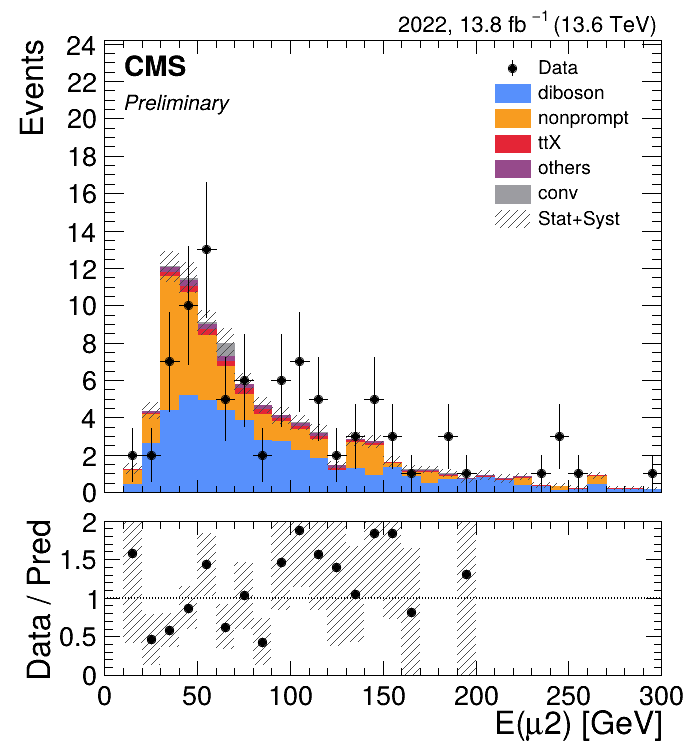 2022, 13.8 fb⁻¹ (13.6 TeV)
CMS
Preliminary
Events
24
22
20
18
16
14
12
10
8
6
4
2
0
Data
diboson
nonprompt
ttX
others
conv
Stat+Syst
Data / Pred
2
1.5
1
0.5
0
0 50 100 150 200 250 300
E(μ2) [GeV]